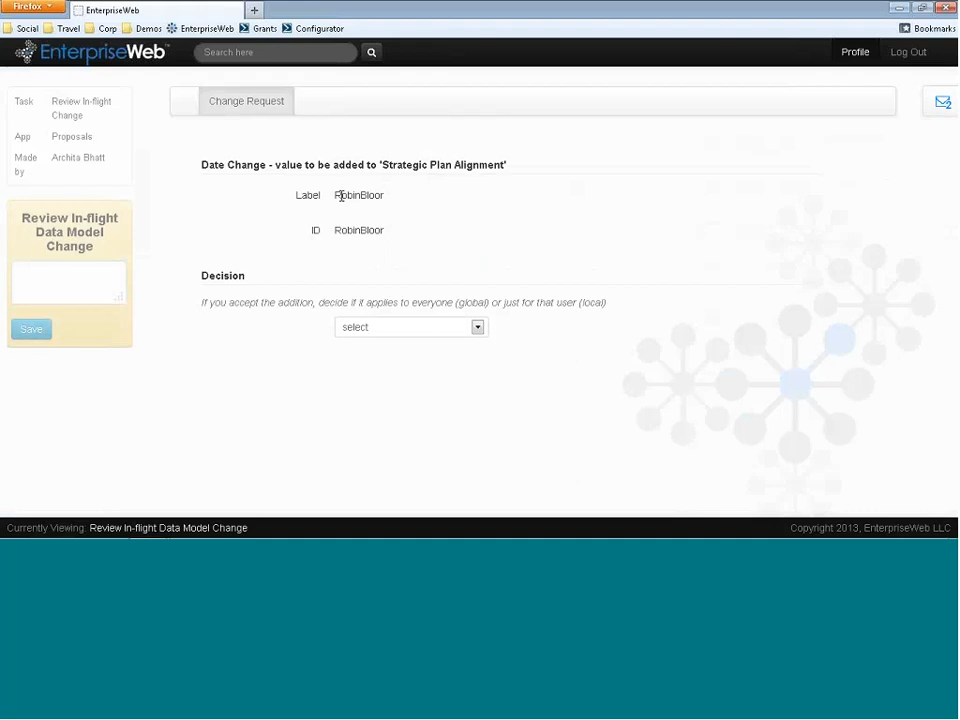 Firefox
EnterpriseWeb
Social Travel Corp Demos EnterpriseWeb Grants Configurator Bookmarks
EnterpriseWeb Search here Profile Log Out
Task Review In-flight
Change
App Proposals
Made Archita Bhatt
by
Change Request
2
Date Change - value to be added to 'Strategic Plan Alignment'
Label RobinBloor
ID RobinBloor
Review In-flight
Data Model
Change
Save
Decision
If you accept the addition, decide if it applies to everyone (global) or just for that user (local)
select
Currently Viewing: Review In-flight Data Model Change Copyright 2013, EnterpriseWeb LLC